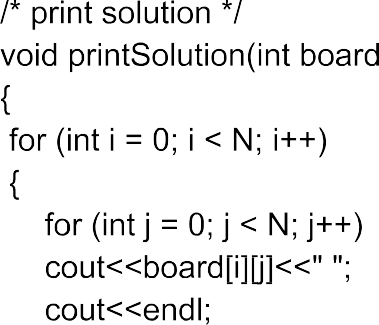 /* print solution */
void printSolution(int board
{
for (int i = 0; i < N; i++)
{
for (int j = 0; j < N; j++)
cout<<board[i][j]<<" ";
cout<<endl;